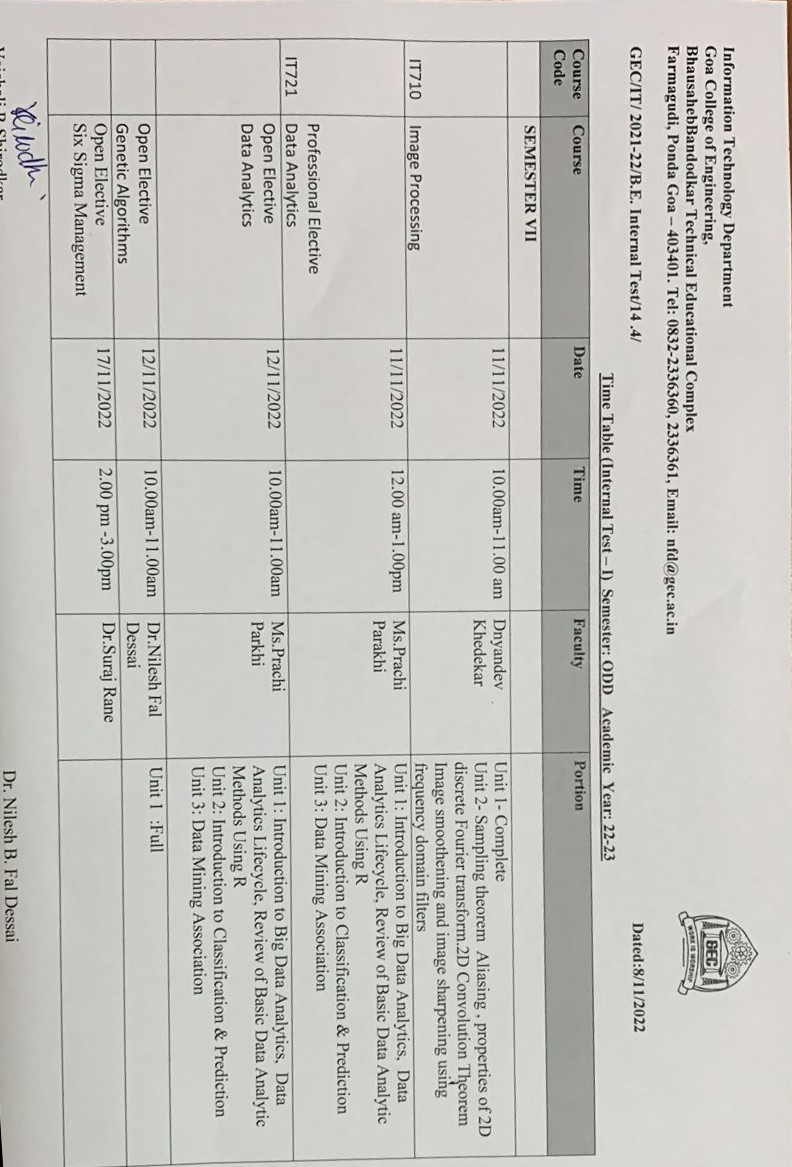 Information Technology Department
Goa College of Engineering,
BhausahebBandodkar Technical Educational Complex
Farmagudi, Ponda Goa – 403401. Tel: 0832-2336360, 2336361, Email: nfd@gec.ac.in
GEC
WORK IS WORSHIP
GEC/IT/ 2021-22/B.E. Internal Test/14 .4/
Dated:8/11/2022
Time Table (Internal Test – I) Semester: ODD Academic Year: 22-23
Course Code
Course
Date
Time
Faculty
Portion
SEMESTER VII
IT710
Image Processing
11/11/2022
10.00am-11.00 am
Dnyandev
Khedekar
Unit 1- Complete
Unit 2- Sampling theorem Aliasing , properties of 2D
discrete Fourier transform.2D Convolution Theorem
Image smoothening and image sharpening using
frequency domain filters
IT721
Professional Elective
Data Analytics
11/11/2022
12.00 am-1.00pm
Ms.Prachi
Parakhi
Unit 1: Introduction to Big Data Analytics, Data
Analytics Lifecycle, Review of Basic Data Analytic
Methods Using R
Unit 2: Introduction to Classification & Prediction
Unit 3: Data Mining Association
Open Elective
Data Analytics
12/11/2022
10.00am-11.00am
Ms.Prachi
Parkhi
Unit 1: Introduction to Big Data Analytics, Data
Analytics Lifecycle, Review of Basic Data Analytic
Methods Using R
Unit 2: Introduction to Classification & Prediction
Unit 3: Data Mining Association
Open Elective
Genetic Algorithms
12/11/2022
10.00am-11.00am
Dr.Nilesh Fal
Dessai
Unit 1 :Full
Open Elective
Six Sigma Management
17/11/2022
2.00 pm -3.00pm
Dr.Suraj Rane
Dr. Nilesh B. Fal Dessai